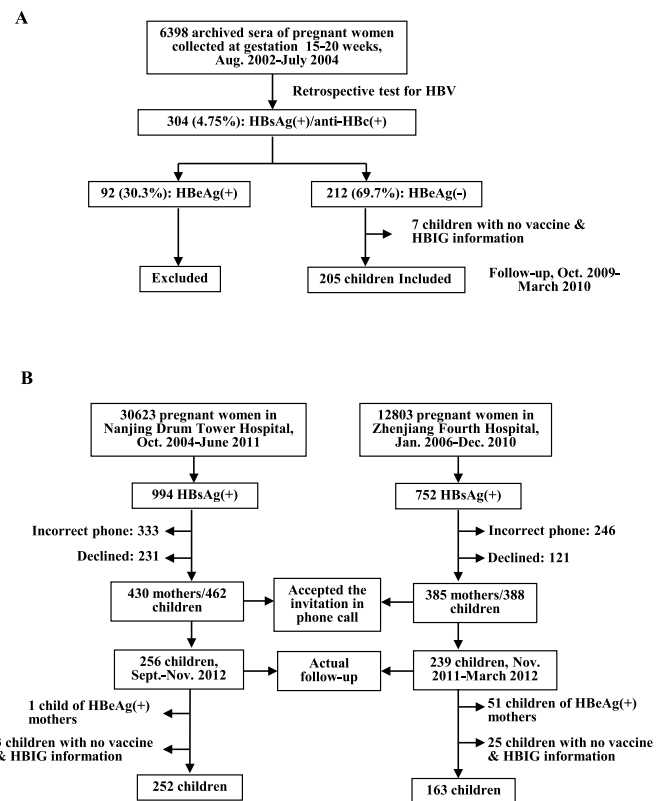 A
6398 archived sera of pregnant women
collected at gestation 15-20 weeks,
Aug. 2002-July 2004
Retrospective test for HBV
304 (4.75%): HBsAg(+)/anti-HBc(+)
92 (30.3%): HBeAg(+)
212 (69.7%): HBeAg(-)
7 children with no vaccine &
HBIG information
Excluded
205 children Included
Follow-up, Oct. 2009-
March 2010
B
30623 pregnant women in
Nanjing Drum Tower Hospital,
Oct. 2004-June 2011
12803 pregnant women in
Zhenjiang Fourth Hospital,
Jan. 2006-Dec. 2010
994 HBsAg(+)
752 HBsAg(+)
Incorrect phone: 333
Incorrect phone: 246
Declined: 231
Declined: 121
430 mothers/462
children
Accepted the
invitation in
phone call
385 mothers/388
children
256 children,
Sept.-Nov. 2012
Actual
follow-up
239 children, Nov.
2011-March 2012
1 child of HBeAg(+)
mothers
51 children of HBeAg(+)
mothers
children with no vaccine
& HBIG information
25 children with no vaccine
& HBIG information
252 children
163 children